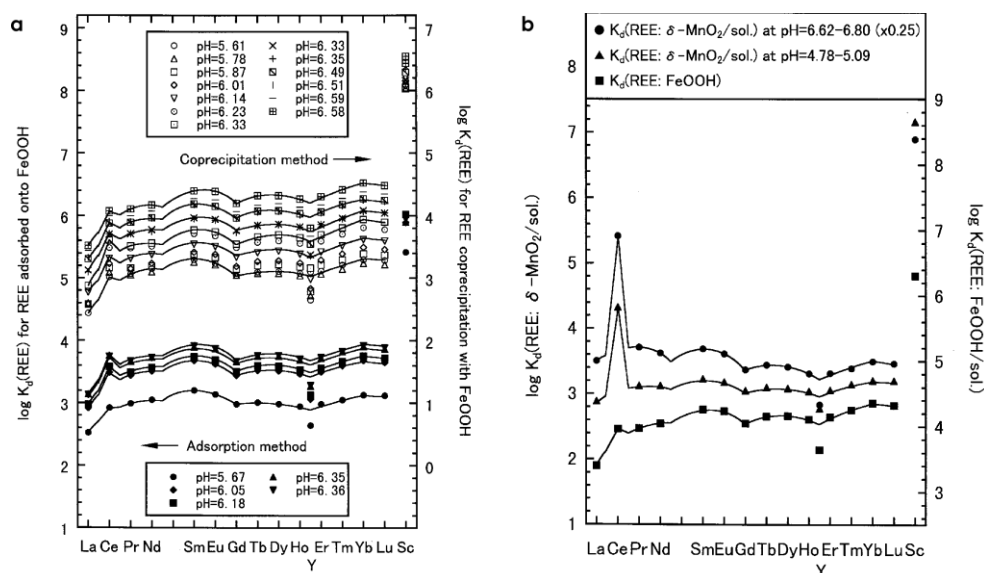 a
9
8
7
6
5
4
3
2
1
log K_d(REE) for REE adsorbed onto FeOOH
pH=5.61
pH=5.78
pH=5.87
pH=6.01
pH=6.14
pH=6.23
pH=6.33
pH=6.33
pH=6.35
pH=6.49
pH=6.51
pH=6.59
pH=6.58
Coprecipitation method
Adsorption method
pH=5.67
pH=6.05
pH=6.18
pH=6.35
pH=6.36
7
6
5
4
3
2
1
0
log K_d(REE) for REE coprecipitation with FeOOH
La Ce Pr Nd Sm Eu Gd Tb Dy Ho Er Tm Yb Lu Sc
Y
b
K_d(REE: δ-MnO2/sol.) at pH=6.62-6.80 (x0.25)
K_d(REE: δ-MnO2/sol.) at pH=4.78-5.09
K_d(REE: FeOOH)
8
7
6
5
4
3
2
1
log K_d(REE: δ-MnO2/sol.)
9
8
7
6
5
4
3
log K_d(REE: FeOOH/sol.)
La Ce Pr Nd Sm Eu Gd Tb Dy Ho Er Tm Yb Lu Sc
Y